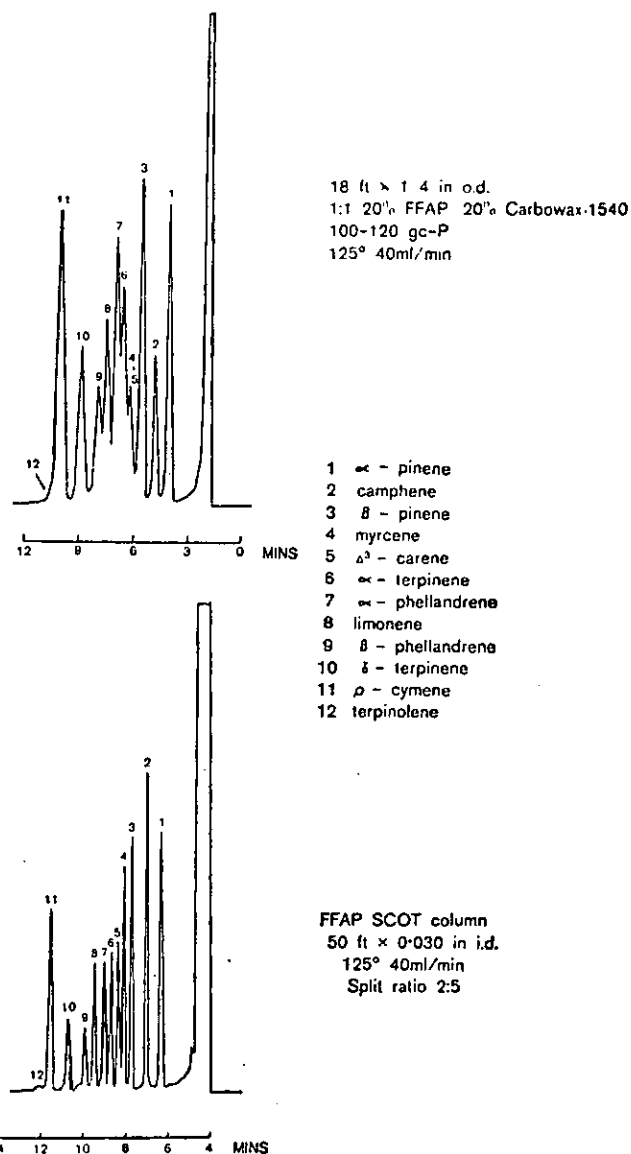 11
3
1
7
6
8
10
4
2
9
5
12
18 ft × 1 4 in o.d.
1:1 20% FFAP 20% Carbowax-1540
100-120 gc-P
125° 40ml/min
12 9 6 3 0 MINS
1 ∝ - pinene
2 camphene
3 β - pinene
4 myrcene
5 Δ³ - carene
6 ∝ - terpinene
7 ∝ - phellandrene
8 limonene
9 β - phellandrene
10 ɣ - terpinene
11 ρ - cymene
12 terpinolene
2
1
3
4
11
5
6
8 7
10
9
12
FFAP SCOT column
50 ft × 0·030 in i.d.
125° 40ml/min
Split ratio 2:5
12 10 8 6 4 MINS